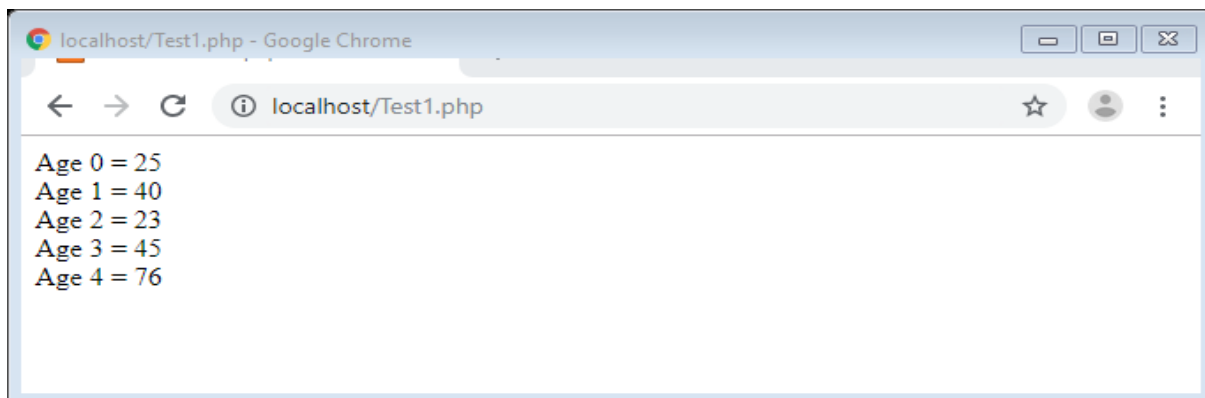 localhost/Test1.php - Google Chrome
localhost/Test1.php
Age 0 = 25
Age 1 = 40
Age 2 = 23
Age 3 = 45
Age 4 = 76